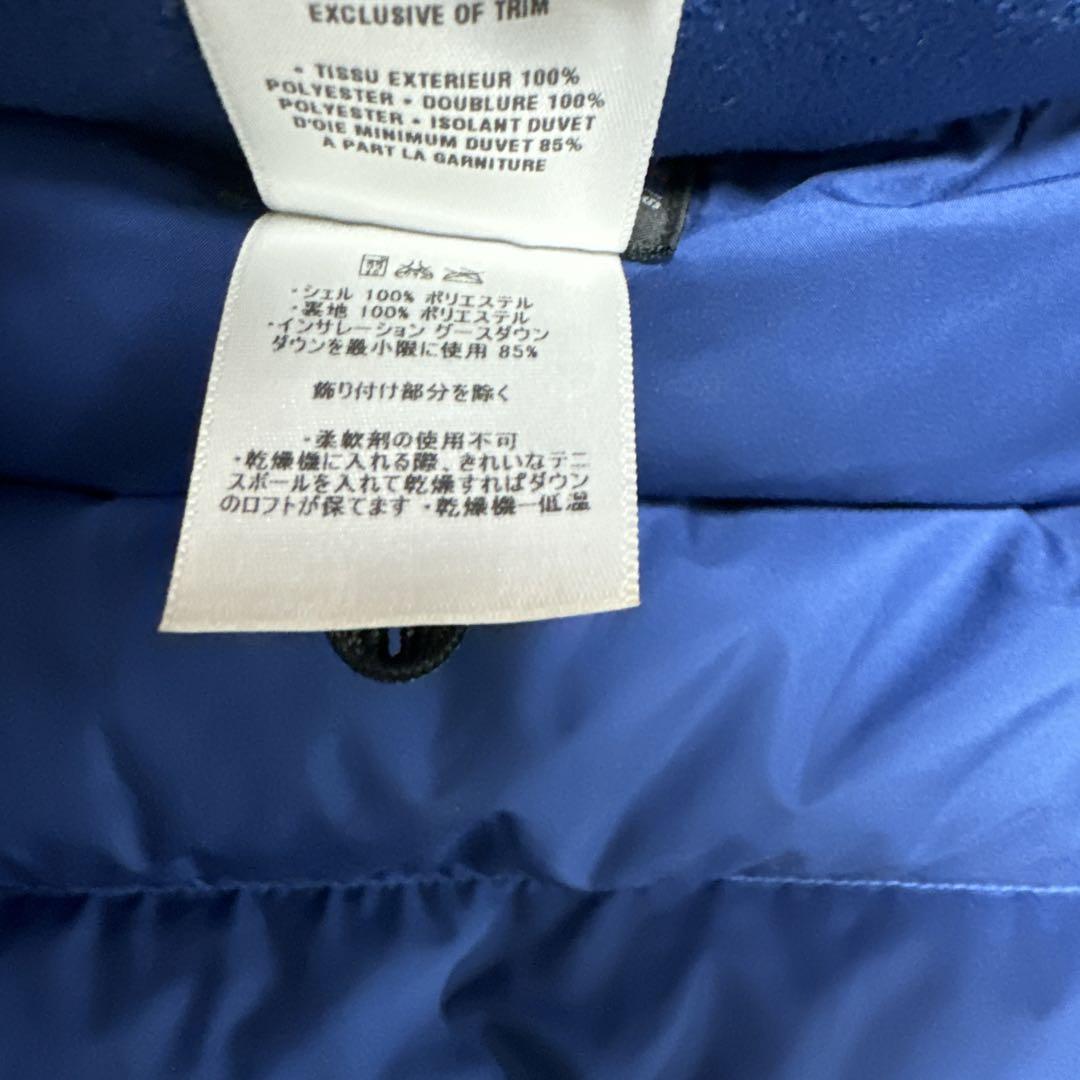 EXCLUSIVE OF TRIM
• TISSU EXTERIEUR 100%
POLYESTER • DOUBLURE 100%
POLYESTER • ISOLANT DUVET
D'OIE MINIMUM DUVET 85%
À PART LA GARNITURE
・シェル 100% ポリエステル
・裏地 100% ポリエステル
・インサレーション グースダウン
ダウンを最小限に使用 85%
飾り付け部分を除く
・柔軟剤の使用不可
・乾燥機に入れる際、きれいなテニ
スボールを入れて乾燥すればダウン
のロフトが保てます ・乾燥機―低温